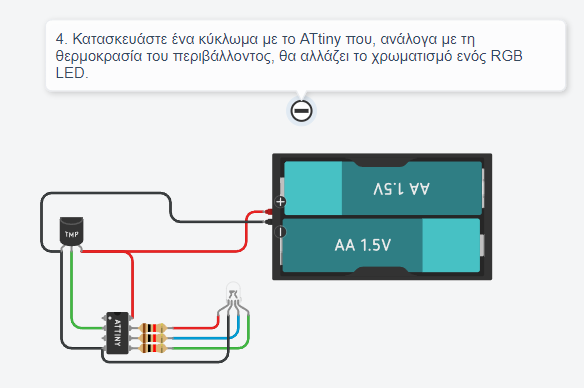 4. Κατασκευάστε ένα κύκλωμα με το ATtiny που, ανάλογα με τη
θερμοκρασία του περιβάλλοντος, θα αλλάζει το χρωματισμό ενός RGB
LED.
AA 1.5V
+
TMP
AA 1.5V
ATTINY